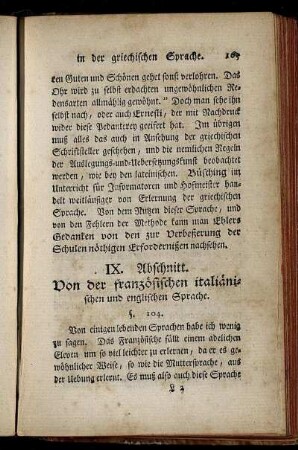 in der griechischen Sprache.
ken Guten und Schönen gehet sonst verlohren. Das
Ohr wird zu selbst erdachten ungewöhnlichen Re-
densarten allmählig gewöhnt." Doch man sehe ihn
selbst nach, oder auch Ernesti, der mit Nachdruck
wider diese Pedanterey geeifert hat. Im übrigen
muß alles das auch in Ansehung der griechischen
Schriftsteller geschehen, und die nemlichen Regeln
der Auslegungs-und-Uebersetzungskunst beobachtet
werden, wie bey den lateinischen. Büsching im
Unterricht für Informatoren und Hofmeister han-
delt weitläufiger von Erlernung der griechischen
Sprache. Von dem Nutzen dieser Sprache, und
von den Fehlern der Methode kann man Ehlers
Gedanken von den zur Verbesserung der
Schulen nöthigen Erfordernißen nachsehen.
IX. Abschnitt.
Von der französischen italiäni-
schen und englischen Sprache.
§. 104.
Von einigen lebenden Sprachen habe ich wenig
zu sagen. Das Französische fällt einem adelichen
Eleven um so viel leichter zu erlernen, da er es ge-
wöhnlicher Weise, so wie die Muttersprache, aus
der Uebung erlernt. Es muß also auch diese Sprache